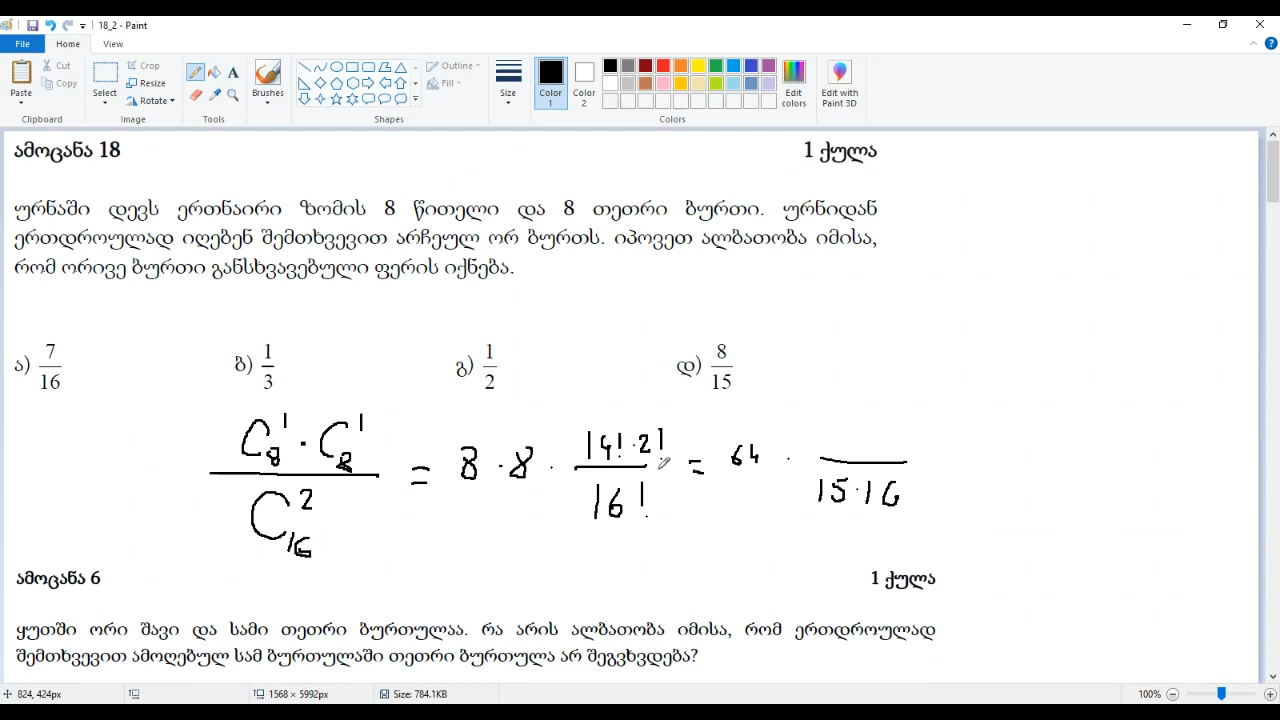 18_2 - Paint
File Home View
Paste Cut Copy Select Crop Resize Rotate A Brushes Outline Fill Size Color 1 Color 2 Edit colors Edit with Paint 3D
Clipboard Image Tools Shapes Colors
ამოცანა 18 1 ქულა
ურნაში დევს ერთნაირი ზომის 8 წითელი და 8 თეთრი ბურთი. ურნიდან
ერთდროულად იღებენ შემთხვევით არჩეულ ორ ბურთს. იპოვეთ ალბათობა იმისა,
რომ ორივე ბურთი განსხვავებული ფერის იქნება.
ა) 7/16 ბ) 1/3 გ) 1/2 დ) 8/15
C₈¹ · C₈¹ / C₁₆² = 8 · 8 · 14! · 2! / 16! = 64 · / 15 · 16
ამოცანა 6 1 ქულა
ყუთში ორი შავი და სამი თეთრი ბურთულაა. რა არის ალბათობა იმისა, რომ ერთდროულად
შემთხვევით ამოღებულ სამ ბურთულაში თეთრი ბურთულა არ შეგვხვდება?
824, 424px 1568 × 5992px Size: 784.1KB 100%